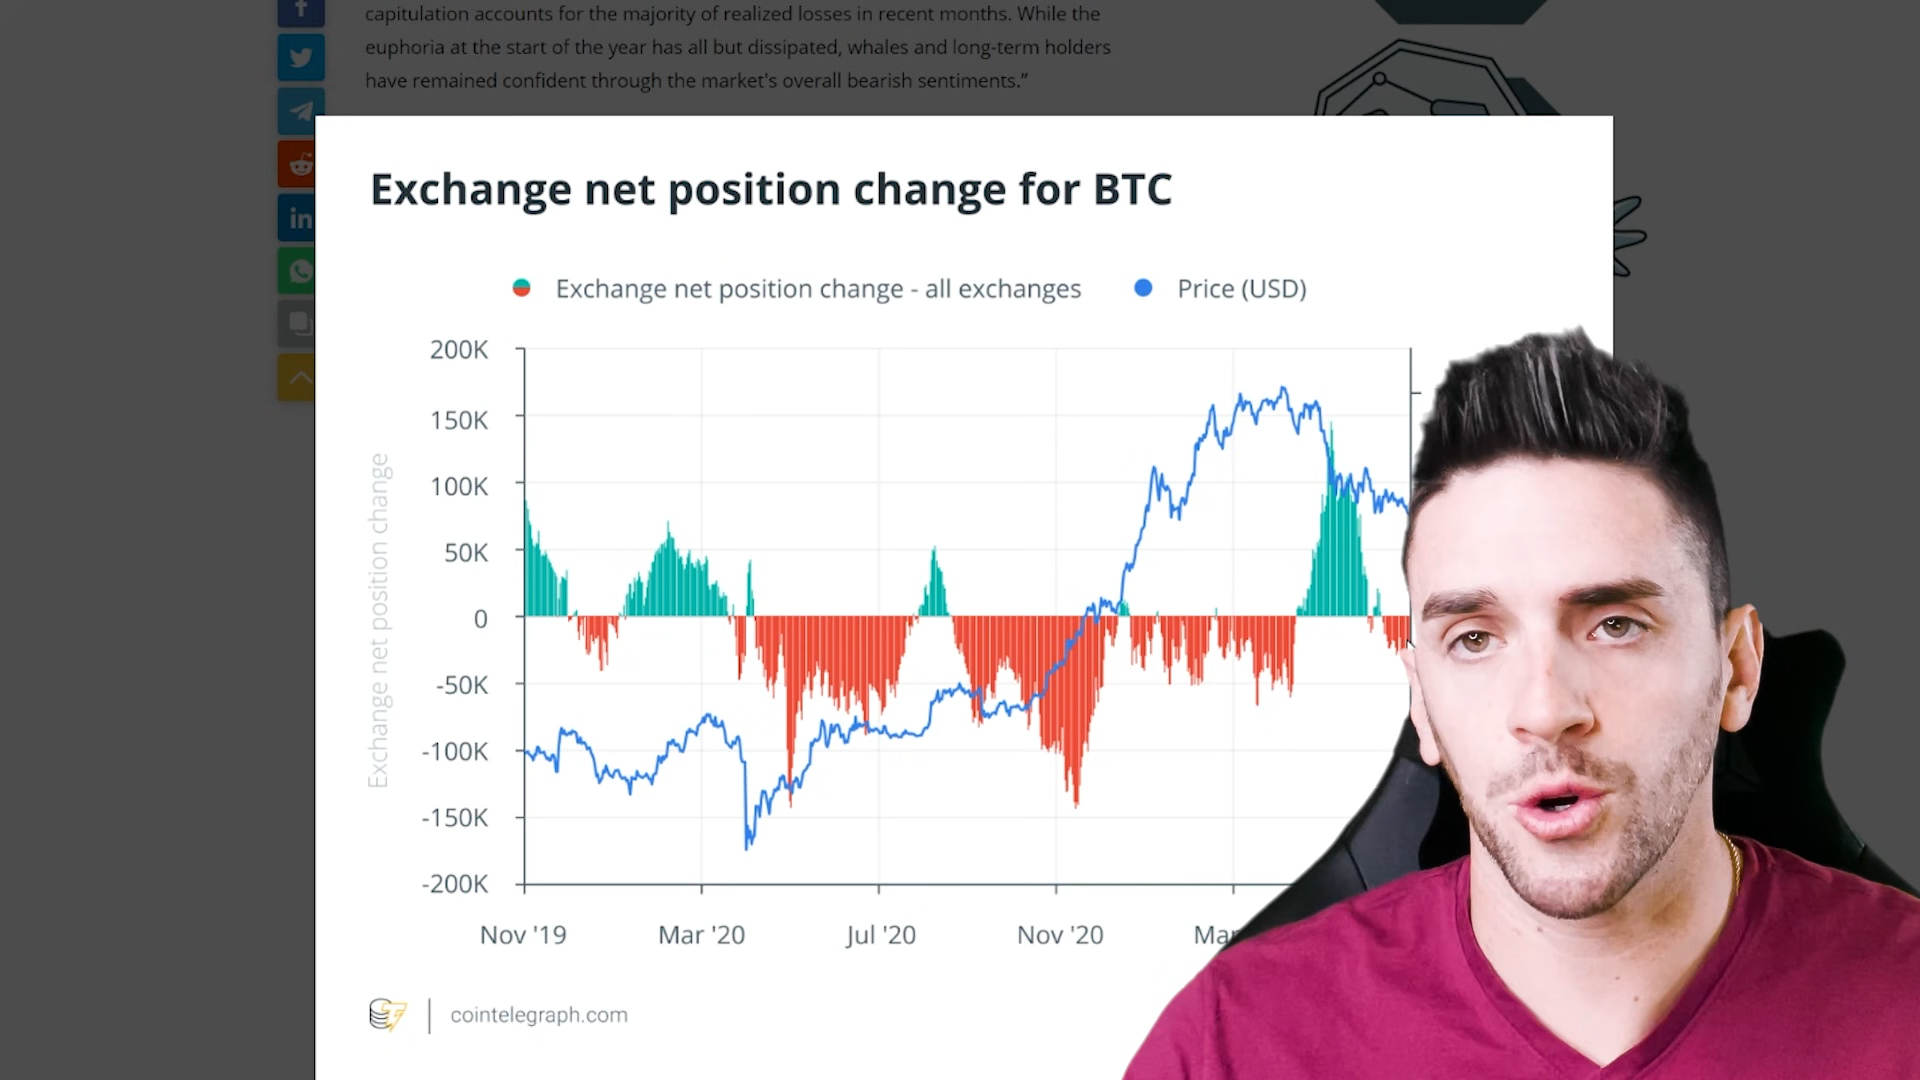 capitulation accounts for the majority of realized losses in recent months. While the
euphoria at the start of the year has all but dissipated, whales and long-term holders
have remained confident through the market's overall bearish sentiments.”
Exchange net position change for BTC
Exchange net position change - all exchanges
Price (USD)
Exchange net position change
200K
150K
100K
50K
0
-50K
-100K
-150K
-200K
Nov '19
Mar '20
Jul '20
Nov '20
cointelegraph.com